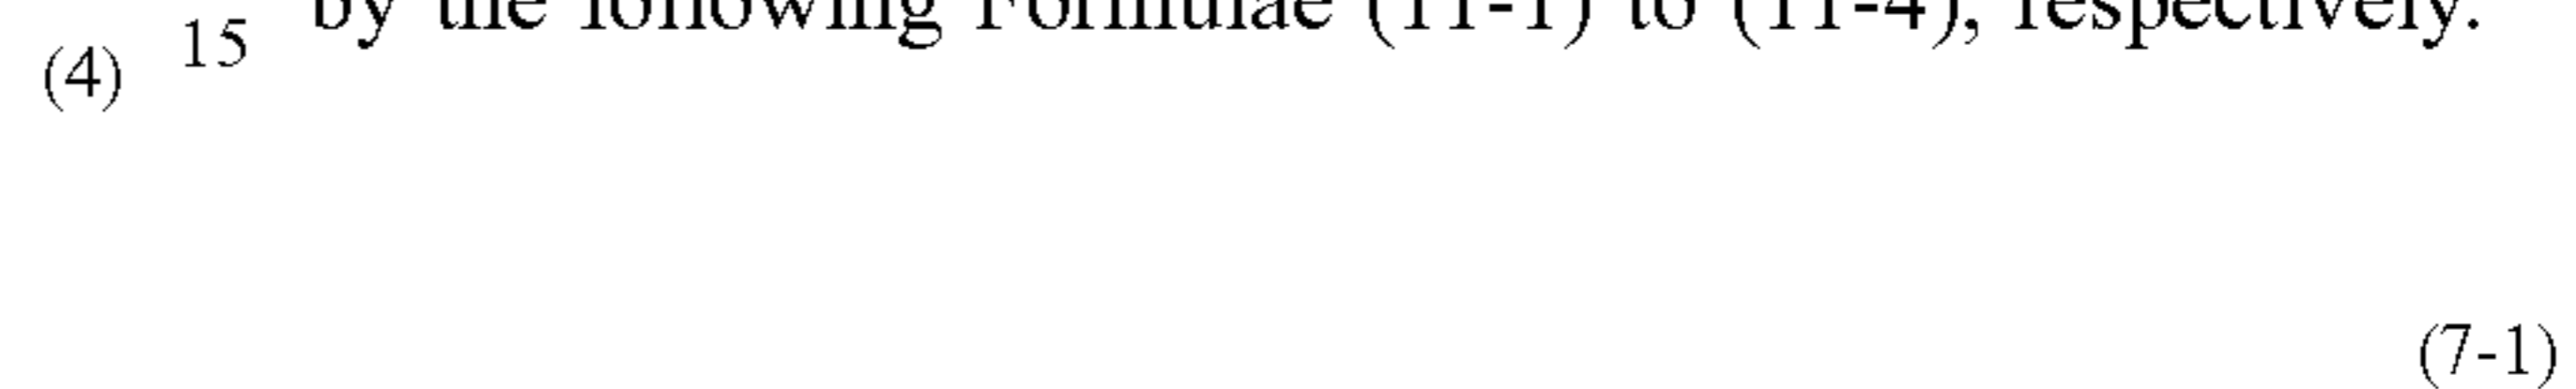 by the following Formulae (11-1) to (11-4), respectively.
15
(4)
(7-1)